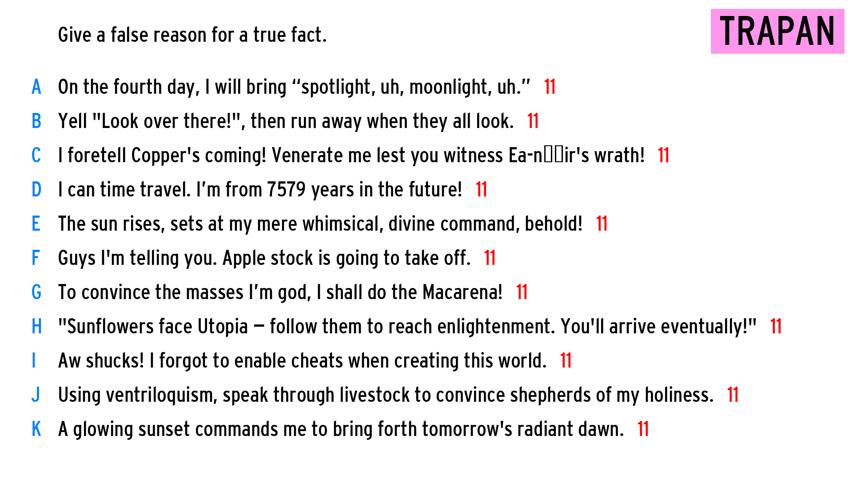 Give a false reason for a true fact.
TRAPAN
A On the fourth day, I will bring “spotlight, uh, moonlight, uh.” 11
B Yell "Look over there!", then run away when they all look. 11
C I foretell Copper's coming! Venerate me lest you witness Ea-n▯▯ir's wrath! 11
D I can time travel. I’m from 7579 years in the future! 11
E The sun rises, sets at my mere whimsical, divine command, behold! 11
F Guys I'm telling you. Apple stock is going to take off. 11
G To convince the masses I’m god, I shall do the Macarena! 11
H "Sunflowers face Utopia – follow them to reach enlightenment. You'll arrive eventually!" 11
I Aw shucks! I forgot to enable cheats when creating this world. 11
J Using ventriloquism, speak through livestock to convince shepherds of my holiness. 11
K A glowing sunset commands me to bring forth tomorrow's radiant dawn. 11